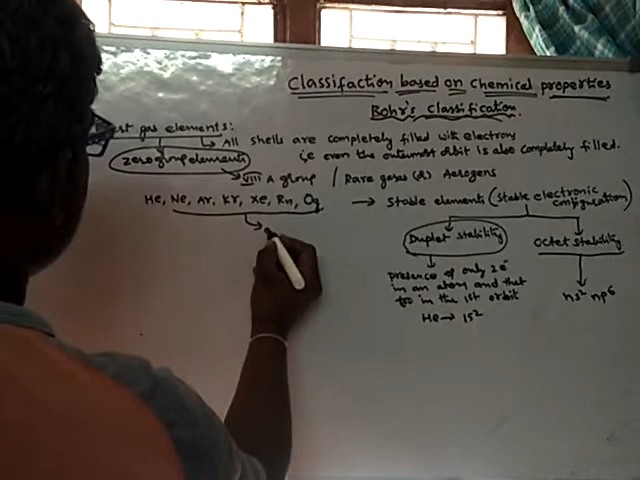 Classifaction based on Chemical properties
Bohr's classification.
gas elements:
All shells are completely filled with electrons
i.e even the outermost orbit is also completely filled.
zero group elements
VIII A group / Rare gases (or) Aerogens
He, Ne, Ar, Kr, Xe, Rn, Og
→ Stable elements (stable electronic configuration)
Duplet stability
octet stability
presence of only 2e⁻
in an atom and that
too in the 1st orbit
He → 1s²
ns² np⁶